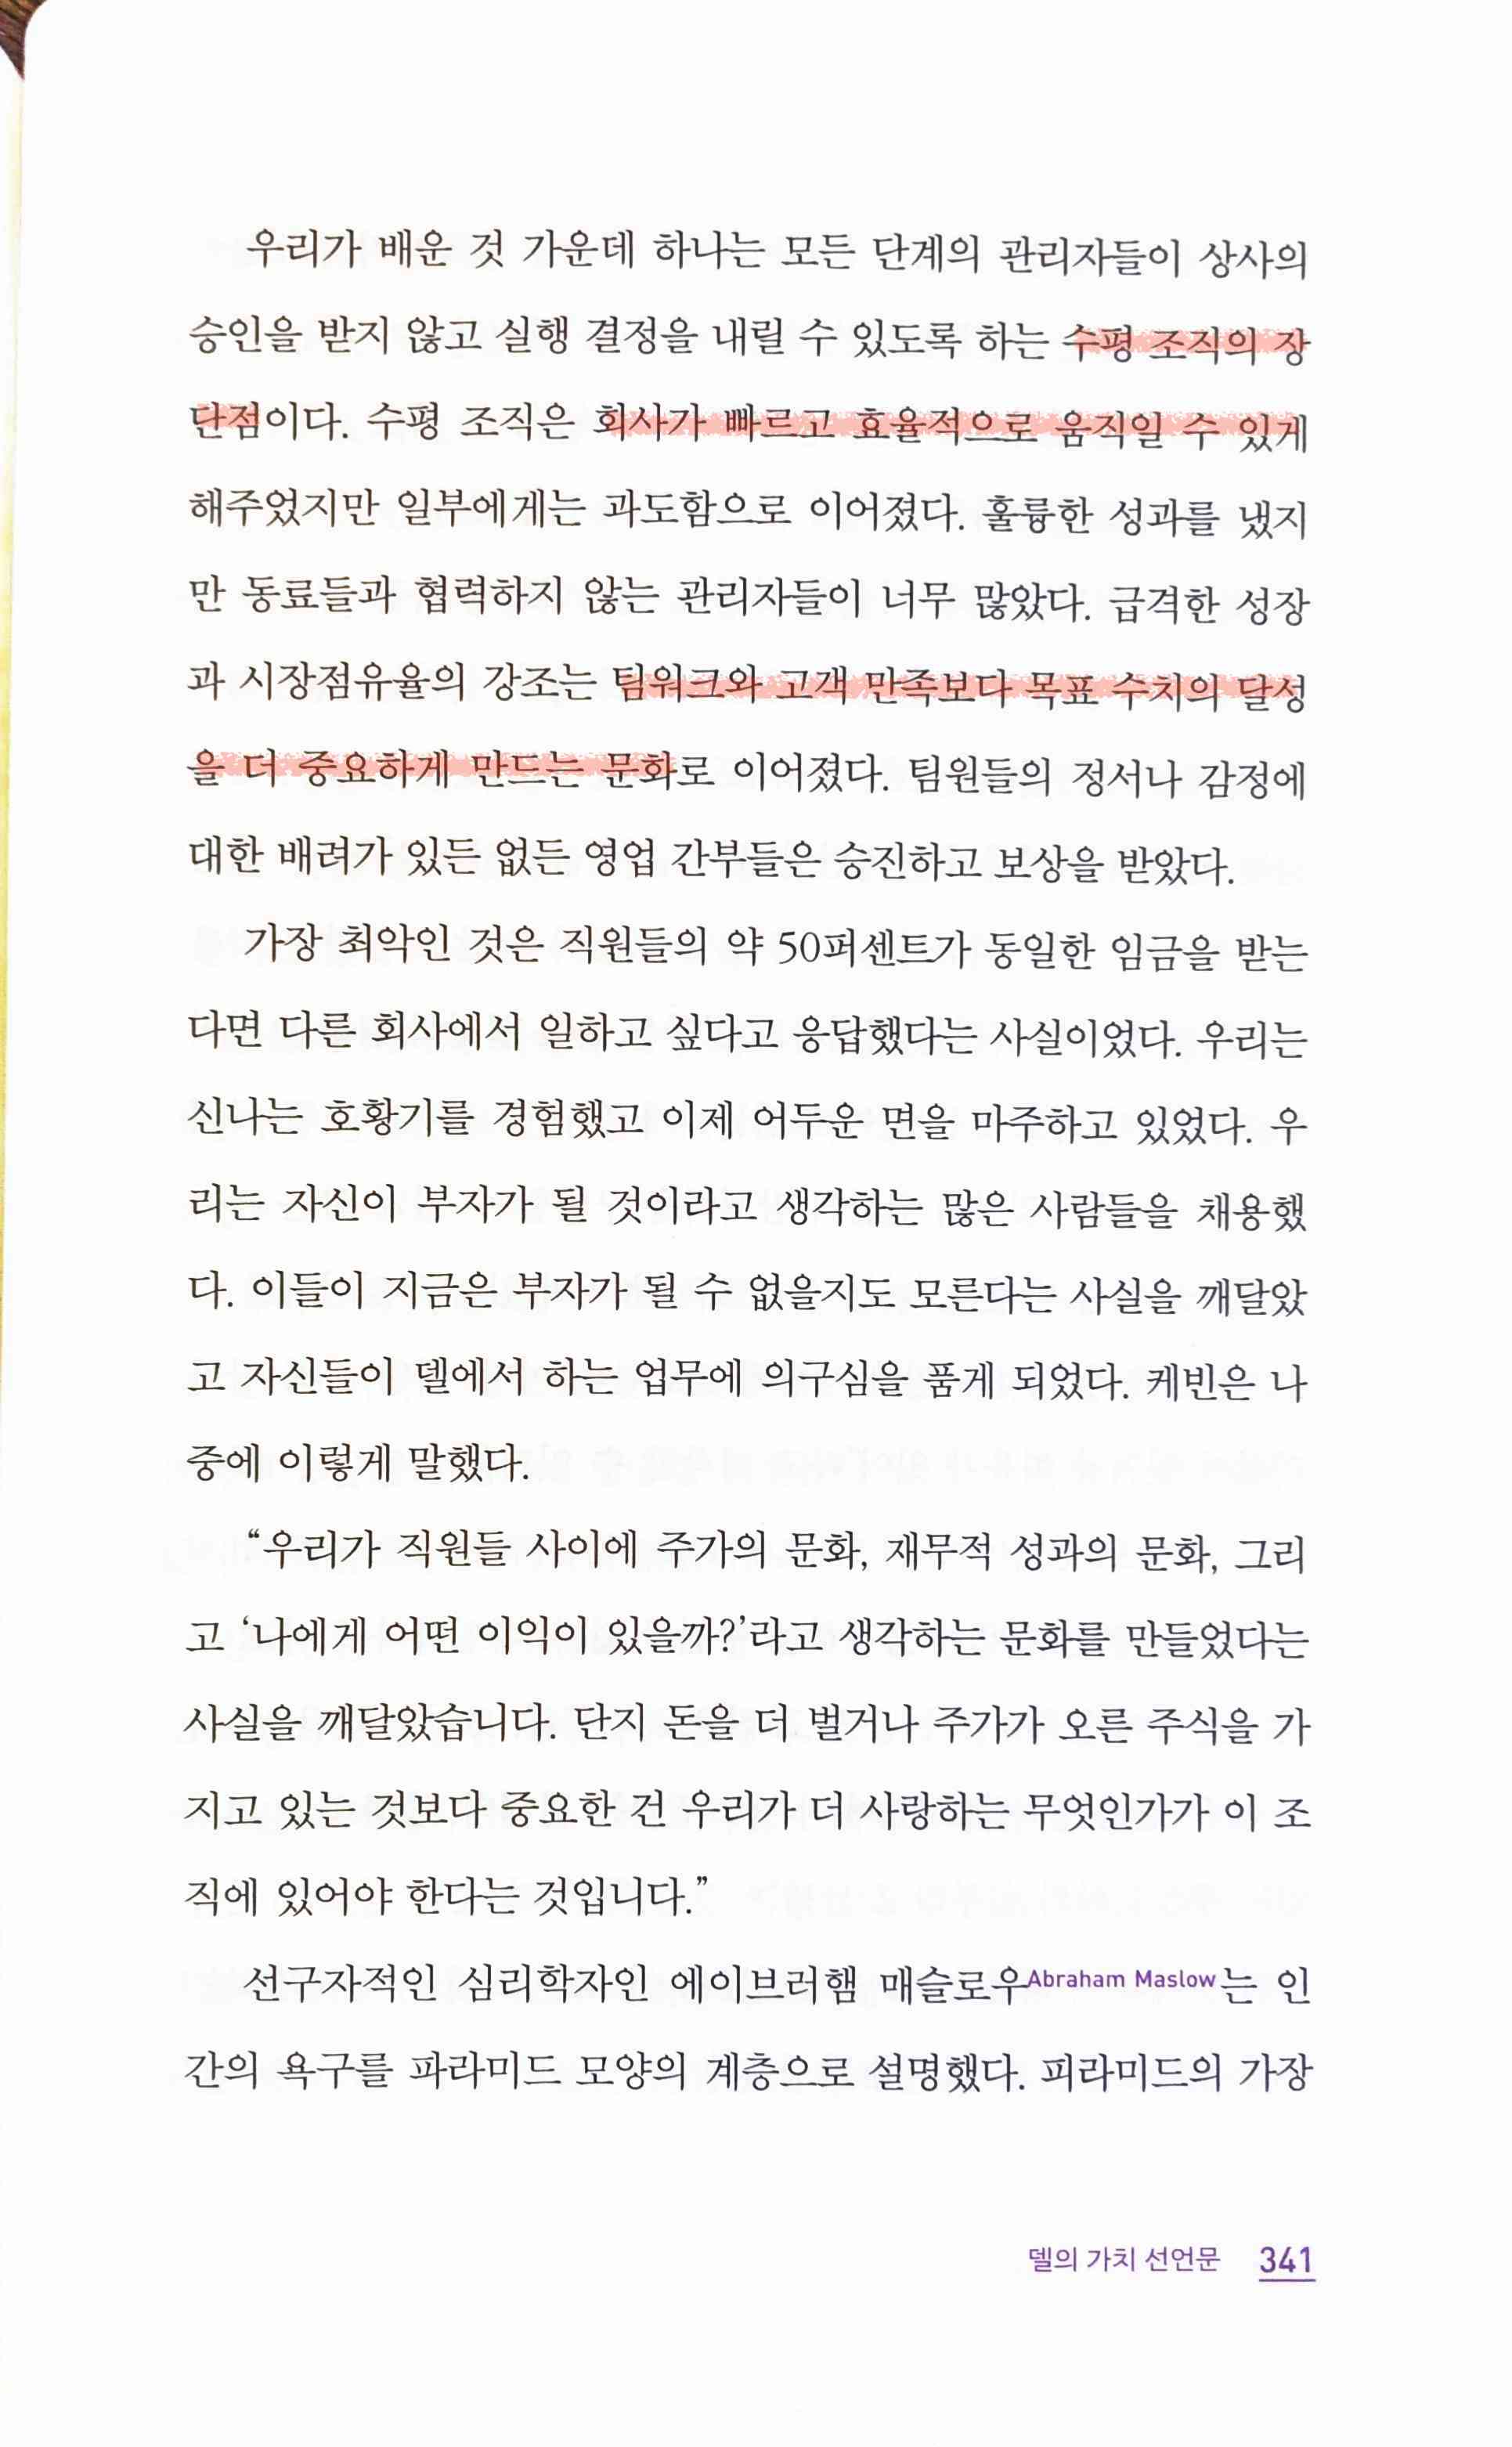 우리가 배운 것 가운데 하나는 모든 단계의 관리자들이 상사의
승인을 받지 않고 실행 결정을 내릴 수 있도록 하는 수평 조직의 장
단점이다. 수평 조직은 회사가 빠르고 효율적으로 움직일 수 있게
해주었지만 일부에게는 과도함으로 이어졌다. 훌륭한 성과를 냈지
만 동료들과 협력하지 않는 관리자들이 너무 많았다. 급격한 성장
과 시장점유율의 강조는 팀워크와 고객 만족보다 목표 수치의 달성
을 더 중요하게 만드는 문화로 이어졌다. 팀원들의 정서나 감정에
대한 배려가 있든 없든 영업 간부들은 승진하고 보상을 받았다.
가장 최악인 것은 직원들의 약 50퍼센트가 동일한 임금을 받는
다면 다른 회사에서 일하고 싶다고 응답했다는 사실이었다. 우리는
신나는 호황기를 경험했고 이제 어두운 면을 마주하고 있었다. 우
리는 자신이 부자가 될 것이라고 생각하는 많은 사람들을 채용했
다. 이들이 지금은 부자가 될 수 없을지도 모른다는 사실을 깨달았
고 자신들이 델에서 하는 업무에 의구심을 품게 되었다. 케빈은 나
중에 이렇게 말했다.
“우리가 직원들 사이에 주가의 문화, 재무적 성과의 문화, 그리
고 ‘나에게 어떤 이익이 있을까?’라고 생각하는 문화를 만들었다는
사실을 깨달았습니다. 단지 돈을 더 벌거나 주가가 오른 주식을 가
지고 있는 것보다 중요한 건 우리가 더 사랑하는 무엇인가가 이 조
직에 있어야 한다는 것입니다.”
선구자적인 심리학자인 에이브러햄 매슬로우Abraham Maslow는 인
간의 욕구를 파라미드 모양의 계층으로 설명했다. 피라미드의 가장
델의 가치 선언문 341